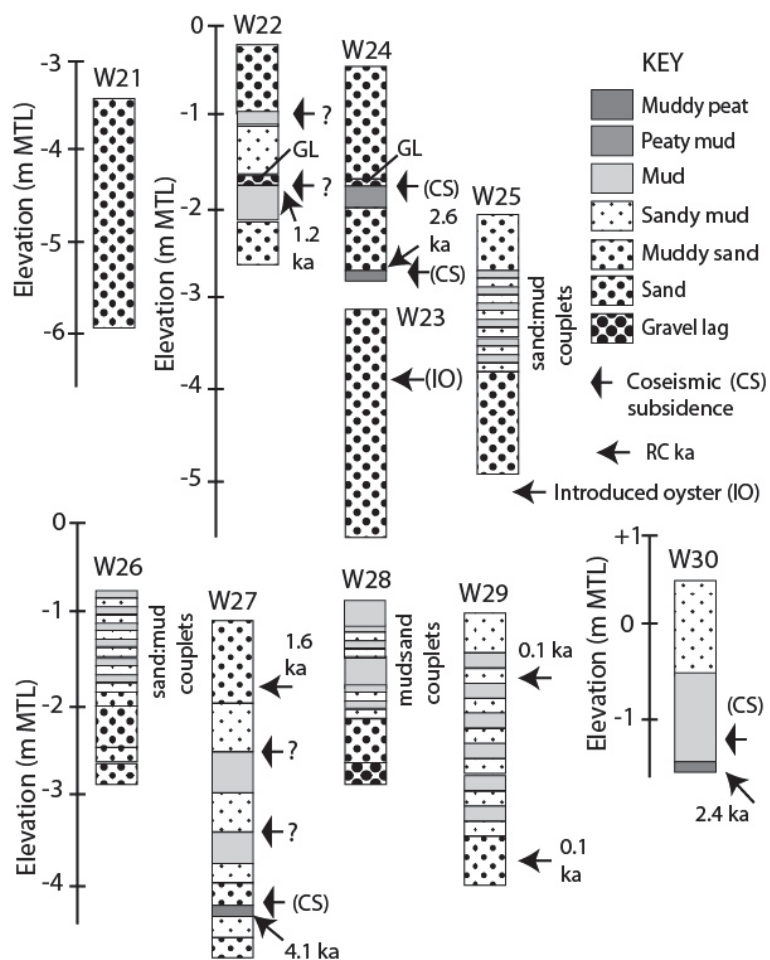 W21
-3
-4
-5
-6
Elevation (m MTL)
W22
0
-1
-2
-3
-4
-5
Elevation (m MTL)
?
GL
?
1.2
ka
W24
GL
(CS)
2.6
ka
(CS)
W23
(IO)
W25
sand:mud
couplets
KEY
Muddy peat
Peaty mud
Mud
Sandy mud
Muddy sand
Sand
Gravel lag
Coseismic (CS)
subsidence
RC ka
Introduced oyster (IO)
0
-1
-2
-3
-4
Elevation (m MTL)
W26
sand:mud
couplets
W27
1.6
ka
?
?
(CS)
4.1 ka
W28
mud:sand
couplets
W29
0.1 ka
0.1
ka
+1
0
-1
Elevation (m MTL)
W30
(CS)
2.4 ka